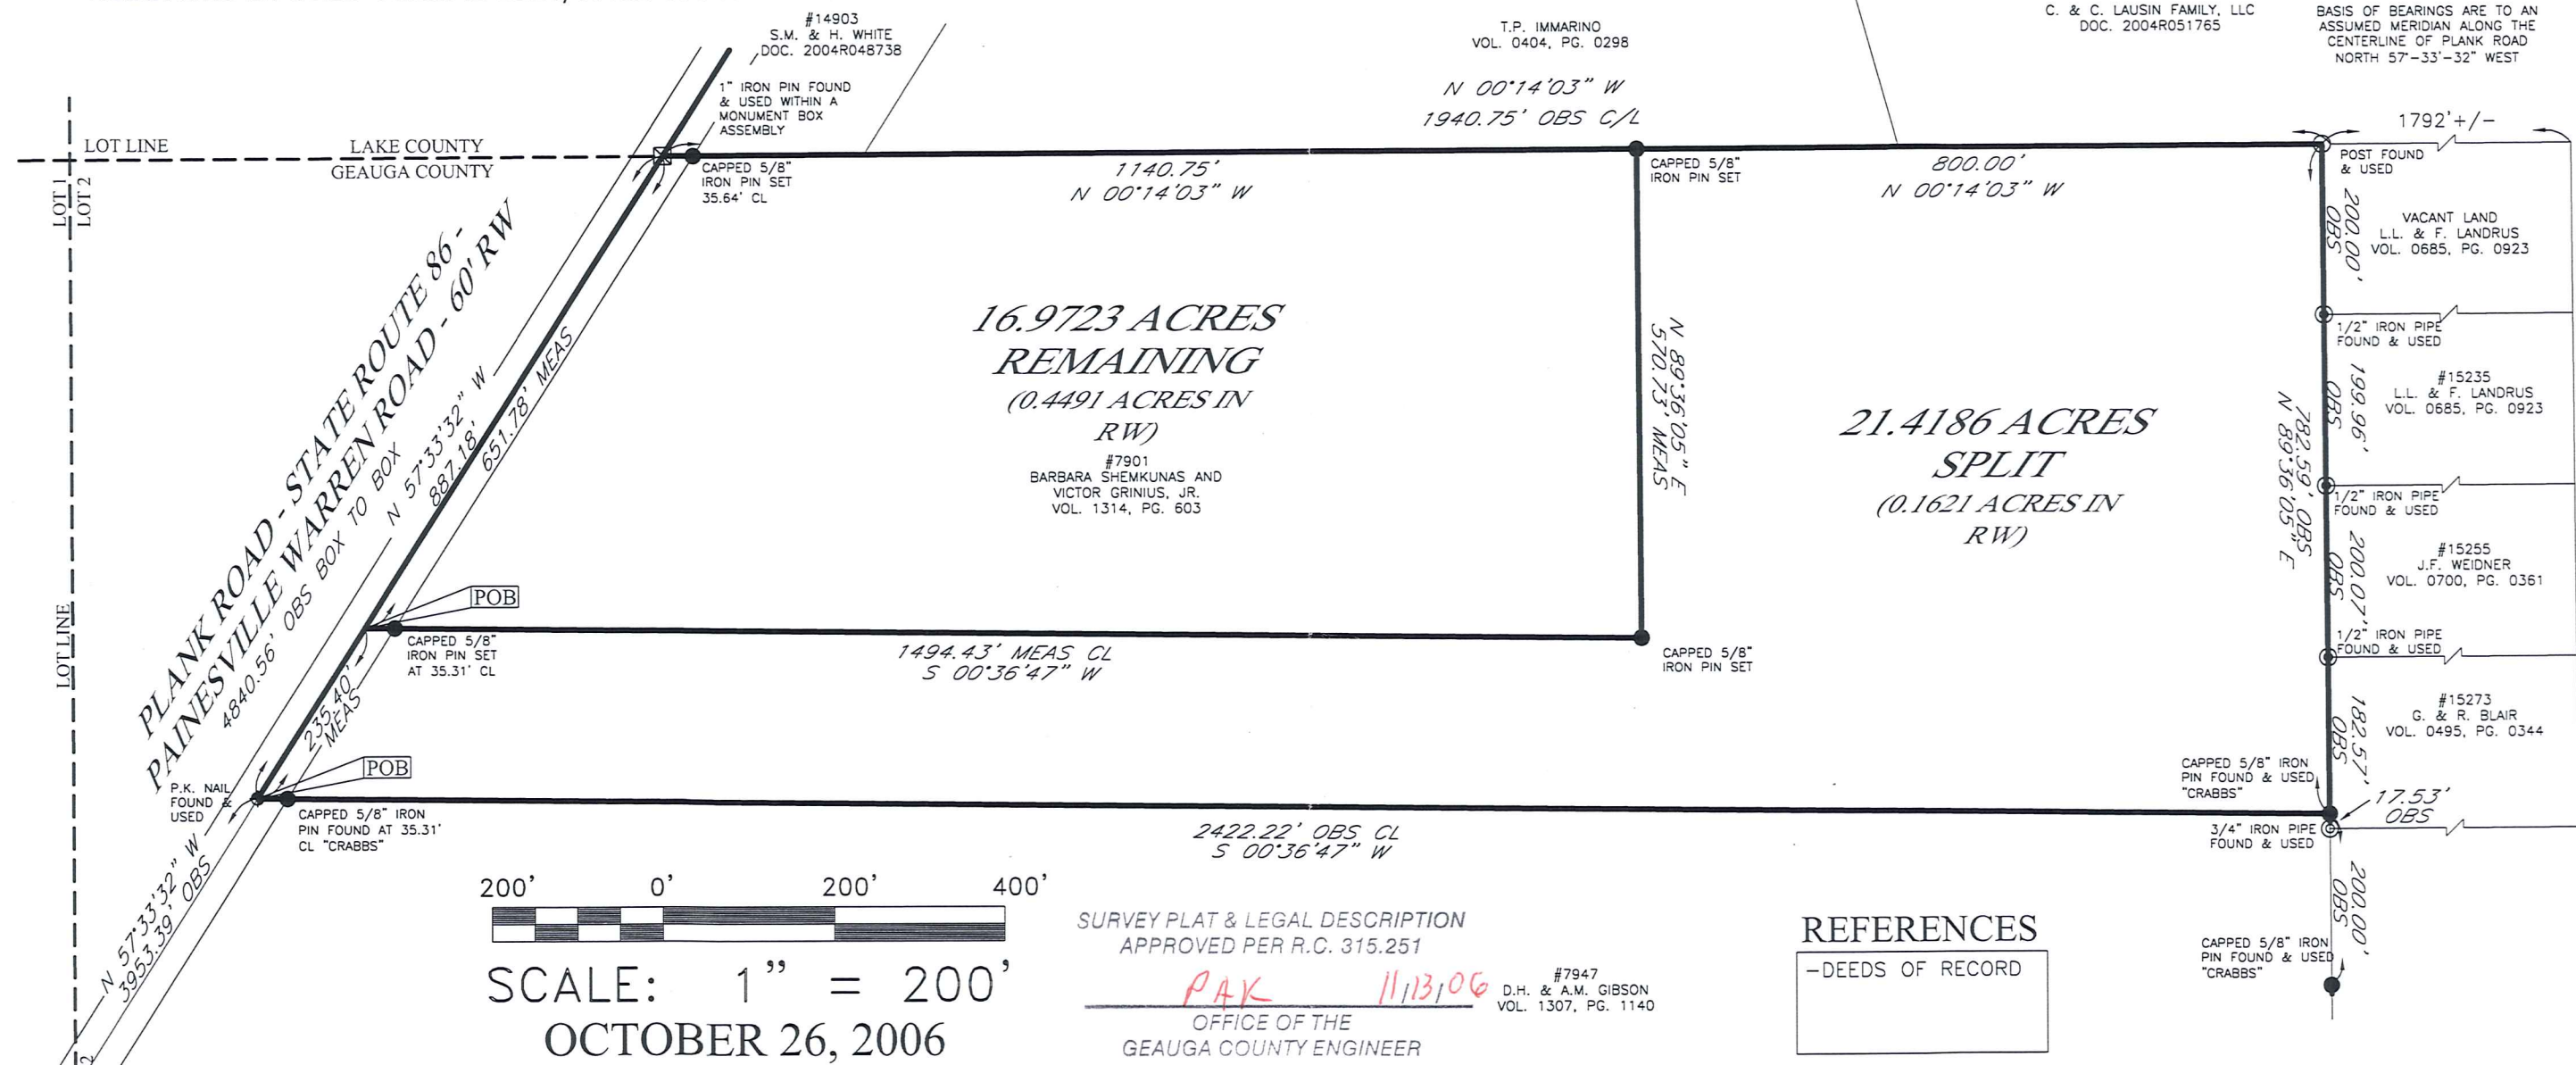 #14903
S.M. & H. WHITE
DOC. 2004R048738
1" IRON PIN FOUND
& USED WITHIN A
MONUMENT BOX
ASSEMBLY
T.P. IMMARINO
VOL. 0404, PG. 0298
N 00°14'03" W
1940.75' OBS C/L
C. & C. LAUSIN FAMILY, LLC
DOC. 2004R051765
BASIS OF BEARINGS ARE TO AN
ASSUMED MERIDIAN ALONG THE
CENTERLINE OF PLANK ROAD
NORTH 57°-33'-32" WEST
1792'+/-
LOT LINE
LAKE COUNTY
GEAUGA COUNTY
LOT 1
LOT 2
LOT LINE
CAPPED 5/8"
IRON PIN SET
35.64' CL
1140.75'
N 00°14'03" W
CAPPED 5/8"
IRON PIN SET
800.00'
N 00°14'03" W
POST FOUND
& USED
200.00'
OBS
VACANT LAND
L.L. & F. LANDRUS
VOL. 0685, PG. 0923
1/2" IRON PIPE
FOUND & USED
199.96'
OBS
#15235
L.L. & F. LANDRUS
VOL. 0685, PG. 0923
1/2" IRON PIPE
FOUND & USED
200.07'
OBS
#15255
J.F. WEIDNER
VOL. 0700, PG. 0361
1/2" IRON PIPE
FOUND & USED
182.57'
OBS
#15273
G. & R. BLAIR
VOL. 0495, PG. 0344
782.59' OBS
N 89°36'05" E
PLANK ROAD - STATE ROUTE 86 -
PAINESVILLE WARREN ROAD - 60' RW
4840.56' OBS BOX TO BOX
N 57°33'32" W
887.18'
651.78' MEAS
16.9723 ACRES
REMAINING
(0.4491 ACRES IN
RW)
#7901
BARBARA SHEMKUNAS AND
VICTOR GRINIUS, JR.
VOL. 1314, PG. 603
N 89°36'05" E
570.73' MEAS
21.4186 ACRES
SPLIT
(0.1621 ACRES IN
RW)
POB
CAPPED 5/8"
IRON PIN SET
AT 35.31' CL
1494.43' MEAS CL
S 00°36'47" W
CAPPED 5/8"
IRON PIN SET
235.40'
MEAS
POB
P.K. NAIL
FOUND &
USED
CAPPED 5/8" IRON
PIN FOUND AT 35.31'
CL "CRABBS"
2422.22' OBS CL
S 00°36'47" W
CAPPED 5/8" IRON
PIN FOUND & USED
"CRABBS"
17.53'
OBS
3/4" IRON PIPE
FOUND & USED
200.00'
OBS
CAPPED 5/8" IRON
PIN FOUND & USED
"CRABBS"
N 57°33'32" W
3953.39' OBS
200' 0' 200' 400'
SCALE: 1" = 200'
OCTOBER 26, 2006
SURVEY PLAT & LEGAL DESCRIPTION
APPROVED PER R.C. 315.251
PAK 11/13/06
OFFICE OF THE
GEAUGA COUNTY ENGINEER
#7947
D.H. & A.M. GIBSON
VOL. 1307, PG. 1140
REFERENCES
-DEEDS OF RECORD